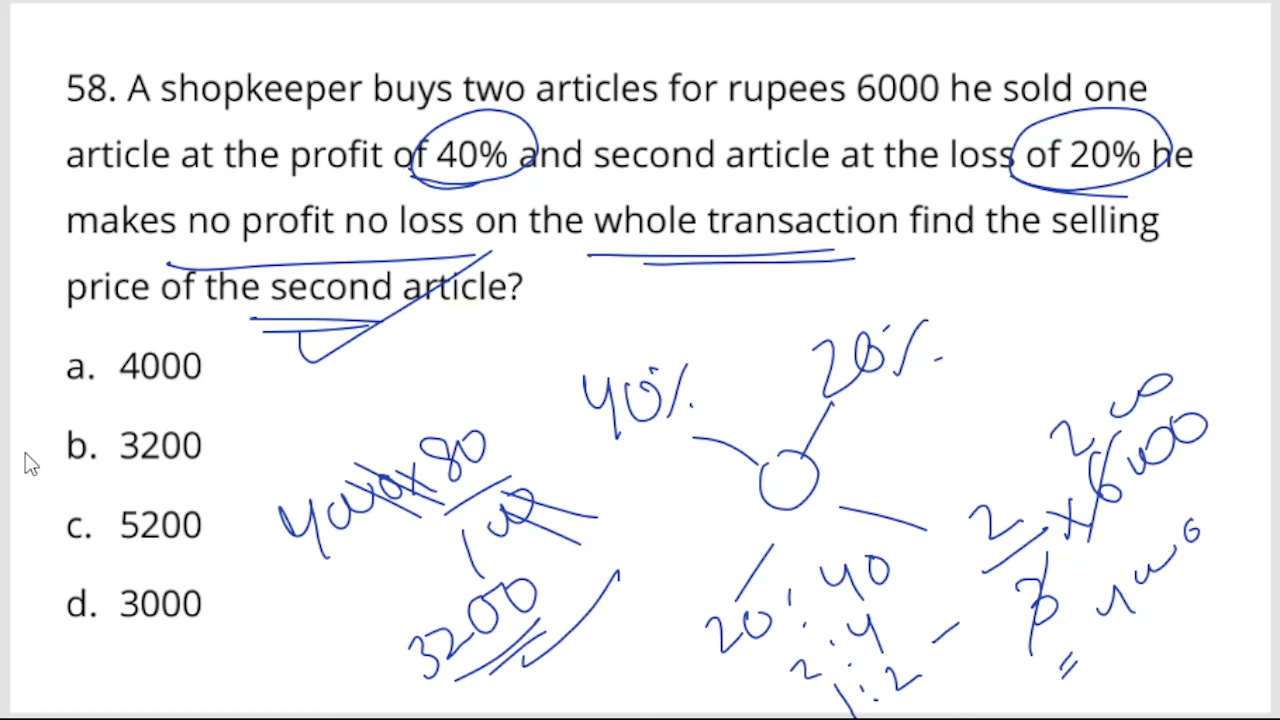 58. A shopkeeper buys two articles for rupees 6000 he sold one
article at the profit of 40% and second article at the loss of 20% he
makes no profit no loss on the whole transaction find the selling
price of the second article?
a. 4000
b. 3200
c. 5200
d. 3000
40%
20%
20 : 40
2 : 4
1 : 2
2
3
× 6000
2000
4000
4000 × 80
100
3200